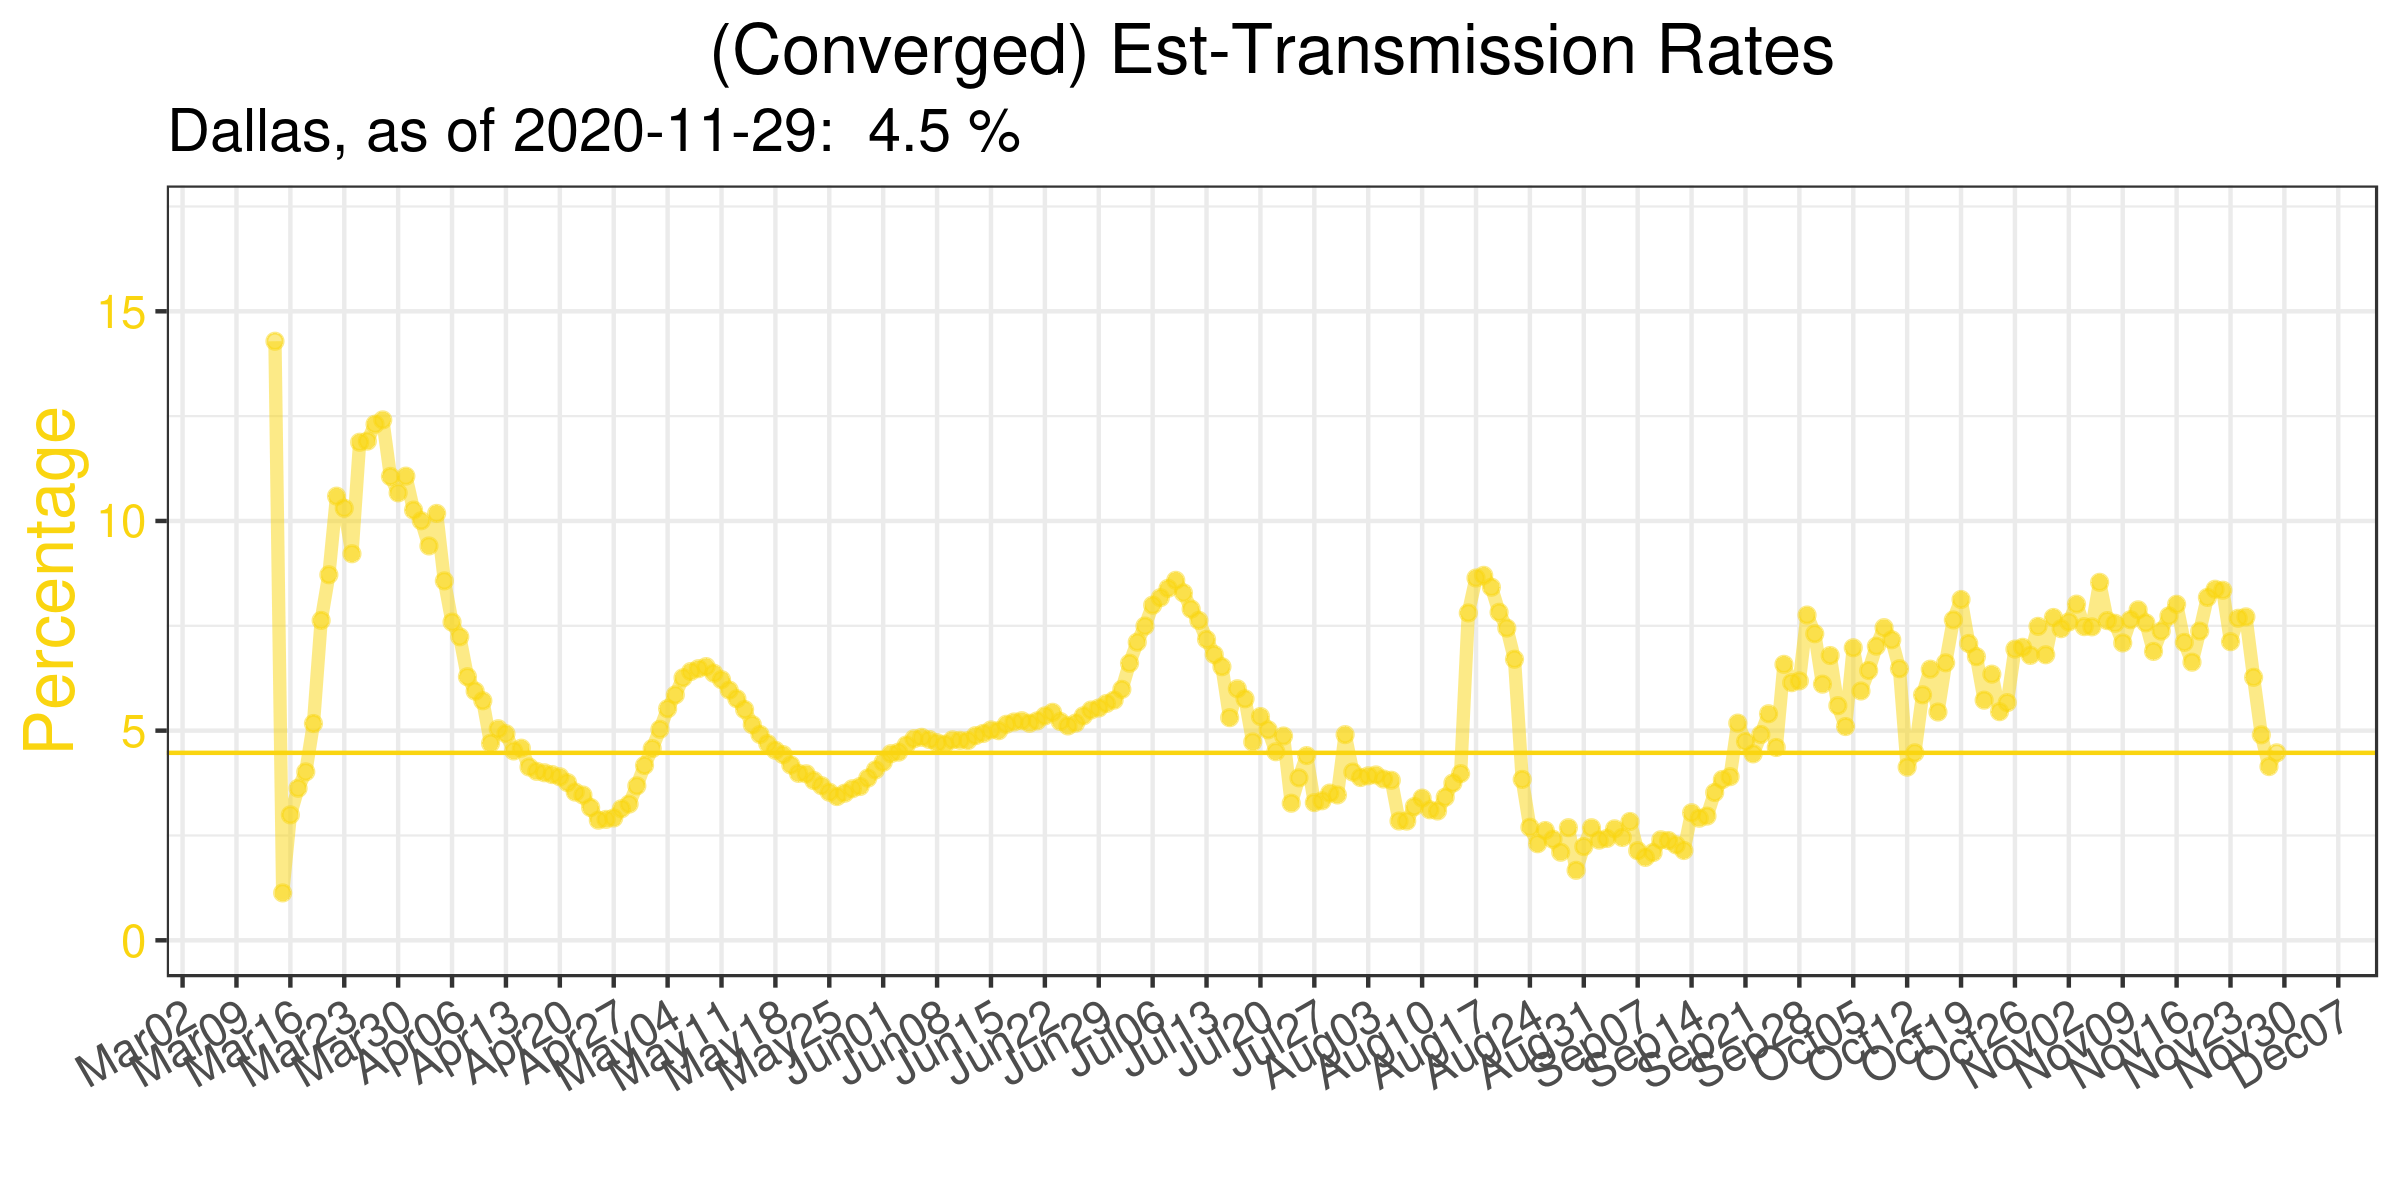 (Converged) Est-Transmission Rates
Dallas, as of 2020-11-29:  4.5 %
Percentage
15
10
5
0
Mar02
Mar09
Mar16
Mar23
Mar30
Apr06
Apr13
Apr20
Apr27
May04
May11
May18
May25
Jun01
Jun08
Jun15
Jun22
Jun29
Jul06
Jul13
Jul20
Jul27
Aug03
Aug10
Aug17
Aug24
Aug31
Sep07
Sep14
Sep21
Sep28
Oct05
Oct12
Oct19
Oct26
Nov02
Nov09
Nov16
Nov23
Nov30
Dec07